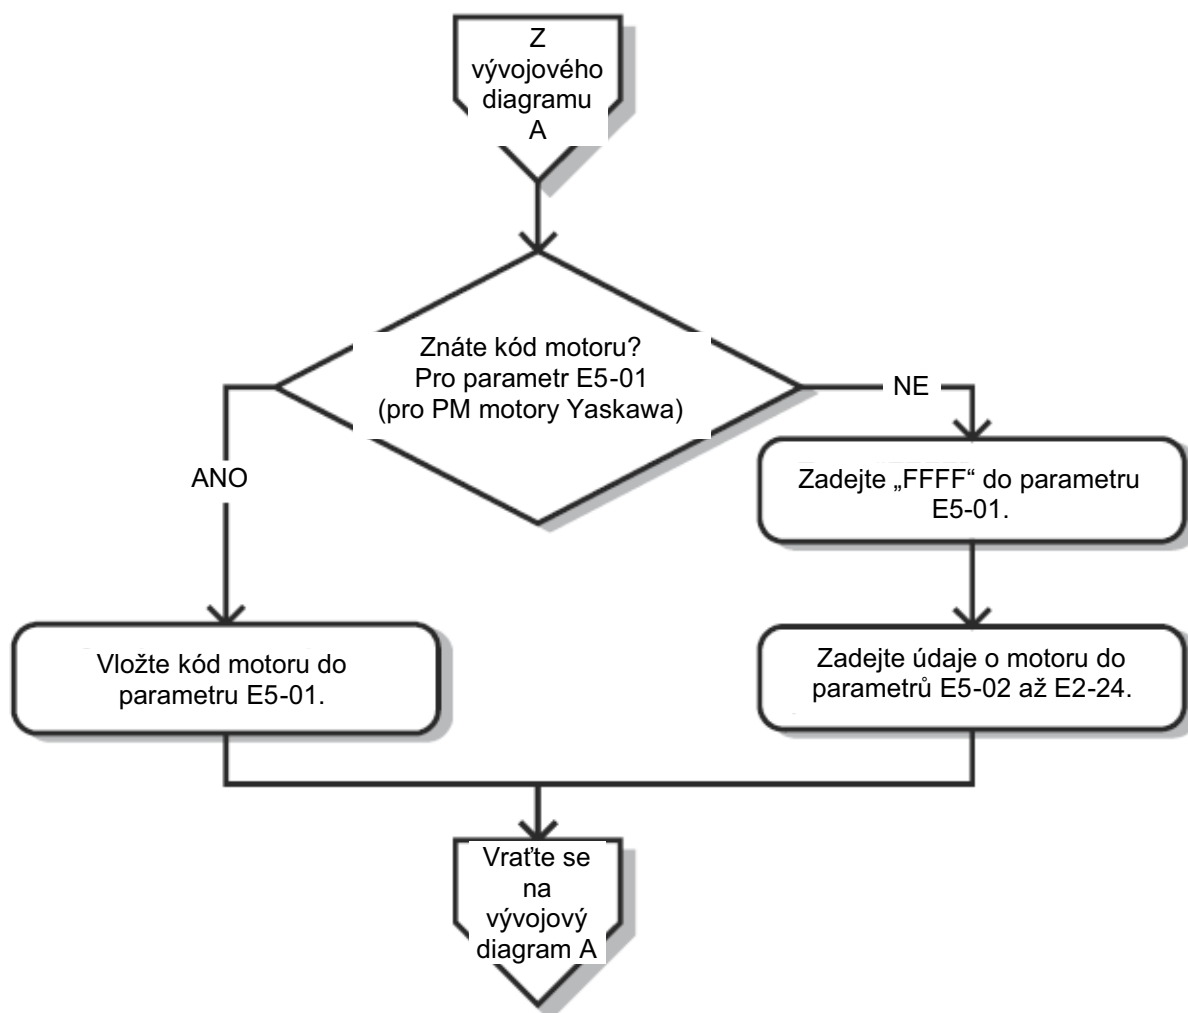 Z
vývojového
diagramu
A
Znáte kód motoru?
Pro parametr E5-01
(pro PM motory Yaskawa)
NE
ANO
Zadejte „FFFF“ do parametru
E5-01.
Vložte kód motoru do
parametru E5-01.
Zadejte údaje o motoru do
parametrů E5-02 až E2-24.
Vraťte se
na
vývojový
diagram A